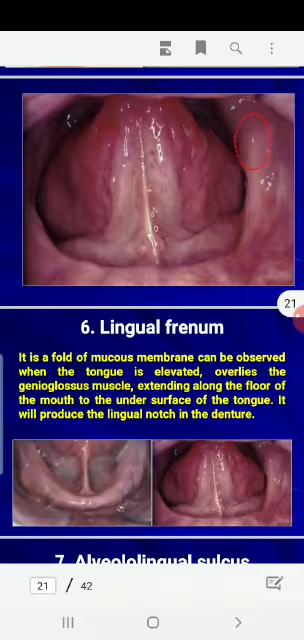 21
6. Lingual frenum
It is a fold of mucous membrane can be observed
when the tongue is elevated, overlies the
genioglossus muscle, extending along the floor of
the mouth to the under surface of the tongue. It
will produce the lingual notch in the denture.
7. Alveololingual sulcus
21 / 42